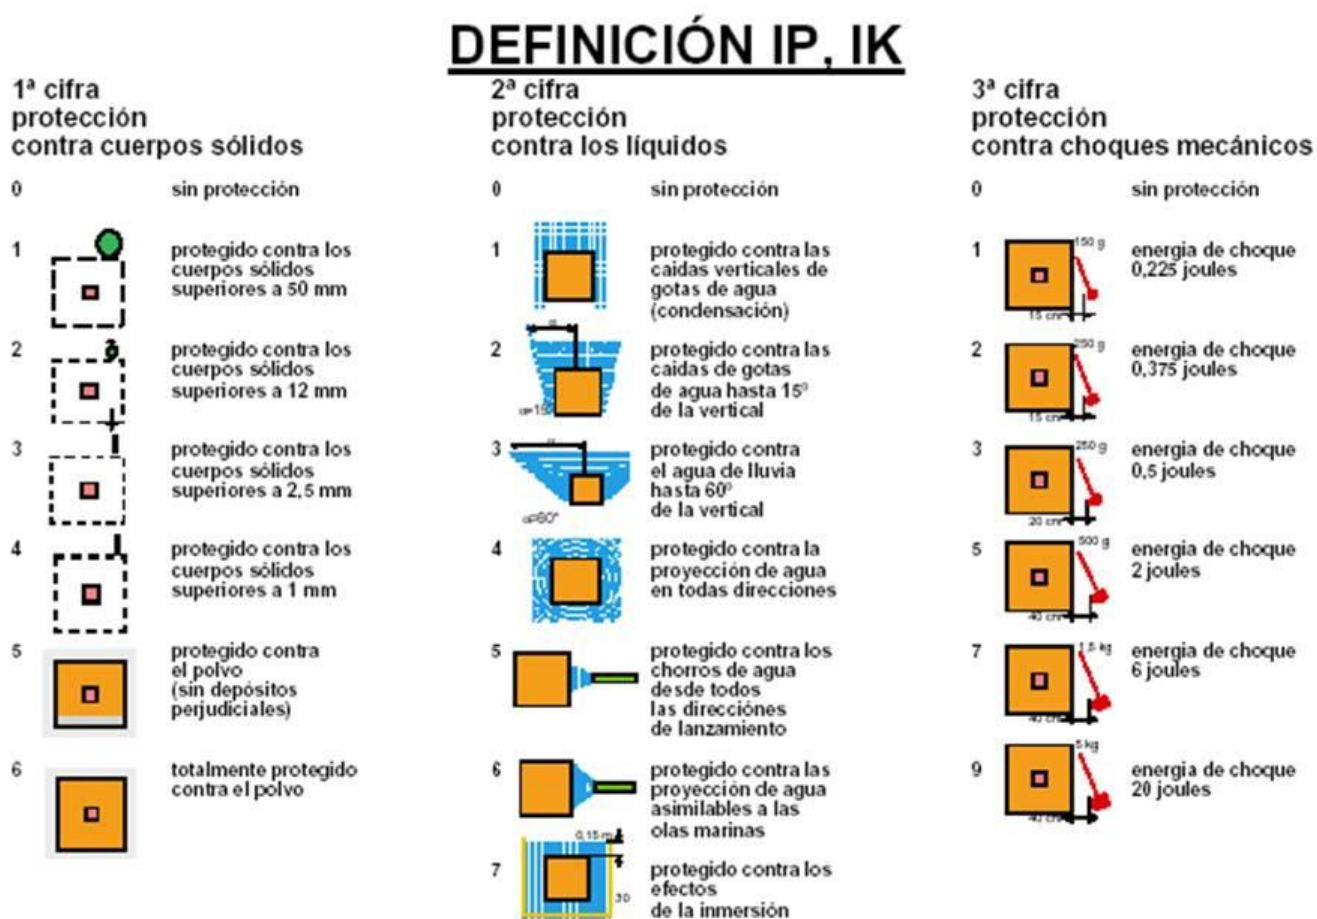 DEFINICIÓN IP, IK
1ª cifra
protección
contra cuerpos sólidos
0 sin protección
1 protegido contra los
cuerpos sólidos
superiores a 50 mm
2 protegido contra los
cuerpos sólidos
superiores a 12 mm
3 protegido contra los
cuerpos sólidos
superiores a 2,5 mm
4 protegido contra los
cuerpos sólidos
superiores a 1 mm
5 protegido contra
el polvo
(sin depósitos
perjudiciales)
6 totalmente protegido
contra el polvo
2ª cifra
protección
contra los líquidos
0 sin protección
1 protegido contra las
caidas verticales de
gotas de agua
(condensación)
2 protegido contra las
caidas de gotas
de agua hasta 15º
de la vertical
α=15°
3 protegido contra
el agua de lluvia
hasta 60º
de la vertical
α=60°
4 protegido contra la
proyección de agua
en todas direcciones
5 protegido contra los
chorros de agua
desde todos
las direcciónes
de lanzamiento
6 protegido contra las
proyección de agua
asimilables a las
olas marinas
0,15 m
7 protegido contra los
efectos
de la inmersión
30
3ª cifra
protección
contra choques mecánicos
0 sin protección
1 150 g energia de choque
0,225 joules
15 cm
2 250 g energia de choque
0,375 joules
15 cm
3 250 g energia de choque
0,5 joules
20 cm
5 500 g energia de choque
2 joules
40 cm
7 1,5 kg energia de choque
6 joules
40 cm
9 5 kg energia de choque
20 joules
40 cm